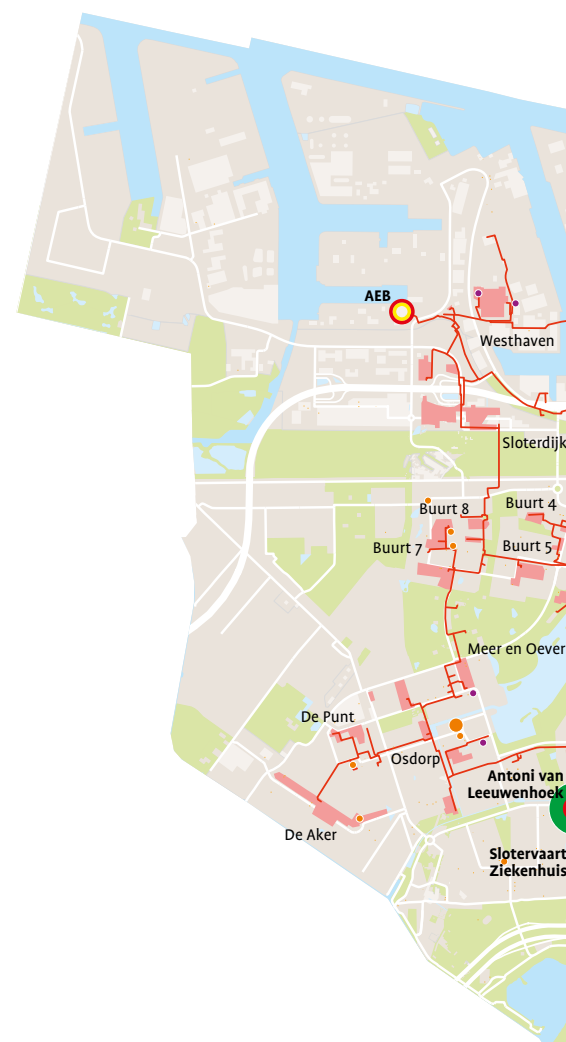 AEB
Westhaven
Sloterdijk
Buurt 4
Buurt 8
Buurt 5
Buurt 7
Meer en Oever
De Punt
Osdorp
Antoni van
Leeuwenhoek
De Aker
Slotervaart
Ziekenhuis